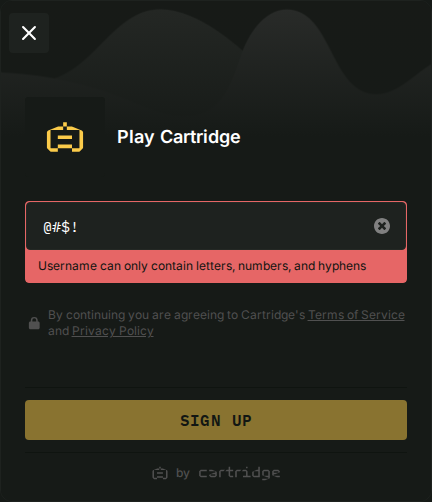 Play Cartridge
@#$!
Username can only contain letters, numbers, and hyphens
By continuing you are agreeing to Cartridge's Terms of Service
and Privacy Policy
SIGN UP
by cartridge